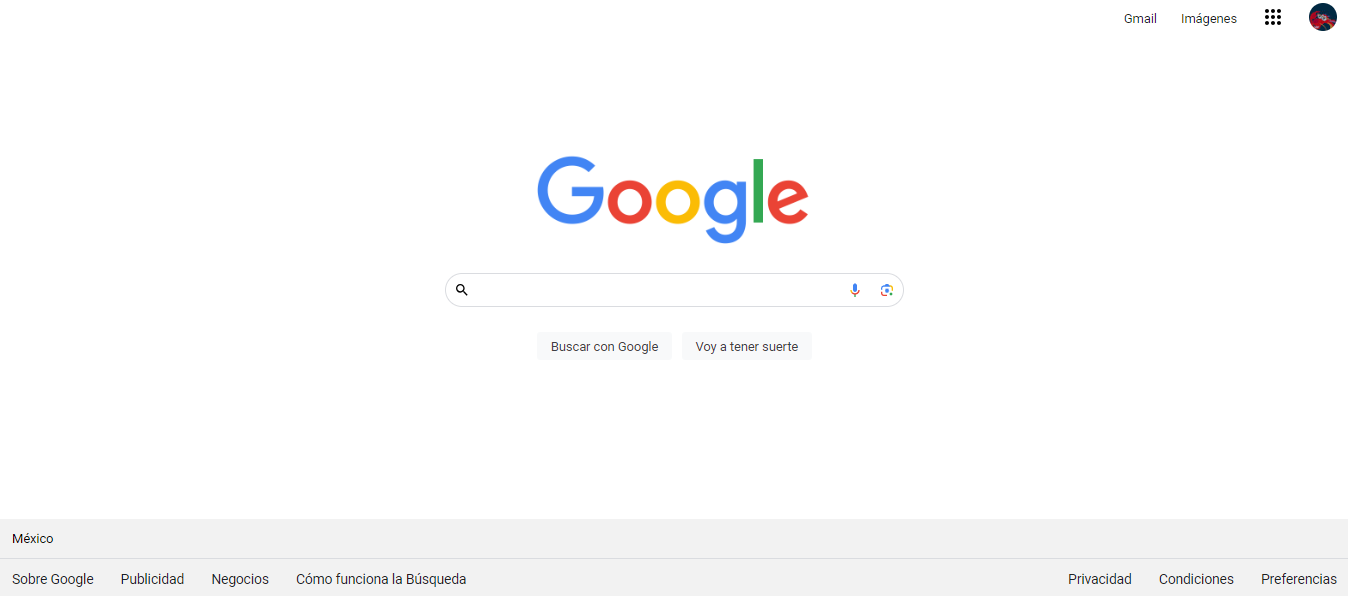 Gmail Imágenes
Google
Buscar con Google Voy a tener suerte
México
Sobre Google Publicidad Negocios Cómo funciona la Búsqueda Privacidad Condiciones Preferencias